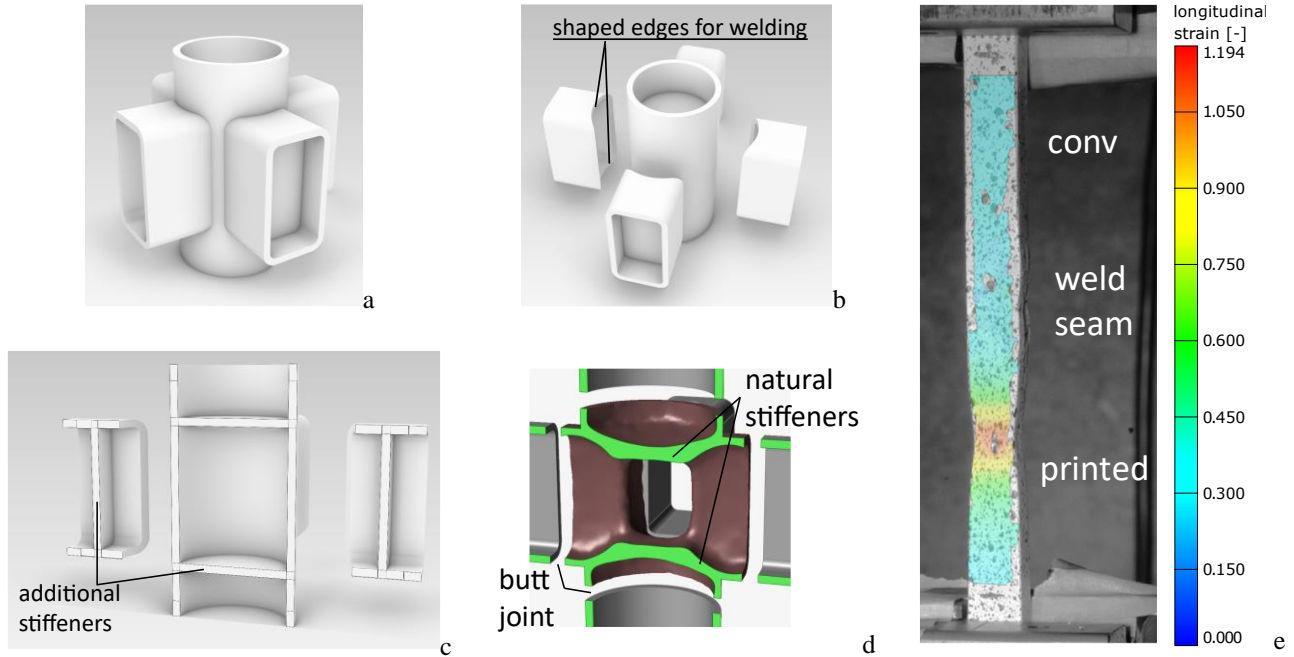 shaped edges for welding
a
b
additional
stiffeners
c
natural
stiffeners
butt
joint
d
longitudinal
strain [-]
1.194
1.050
0.900
0.750
0.600
0.450
0.300
0.150
0.000
conv
weld
seam
printed
e